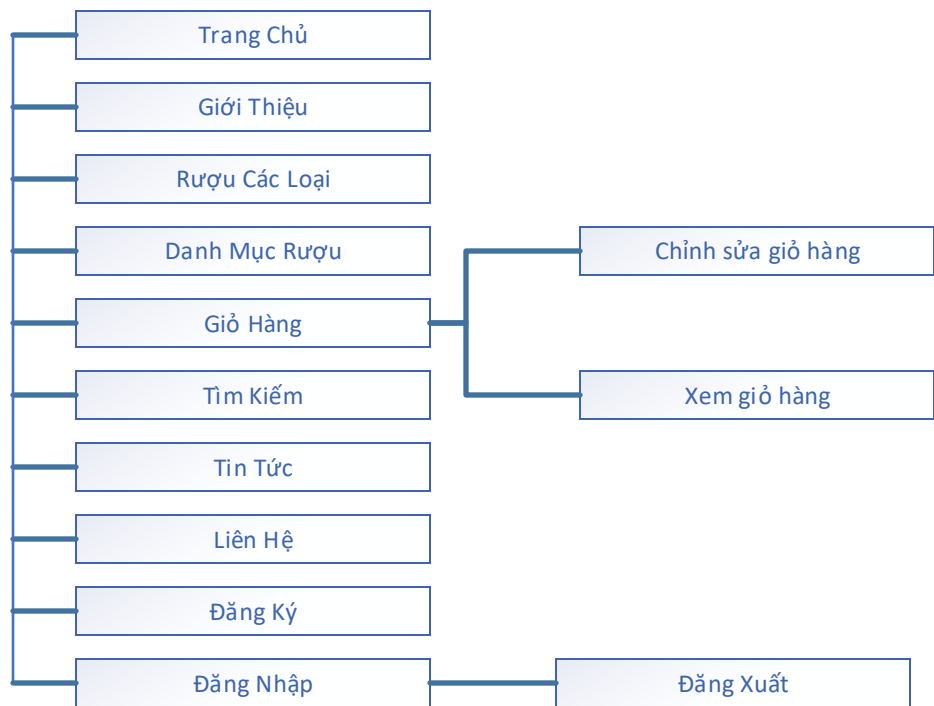 Trang Chủ
Giới Thiệu
Rượu Các Loại
Danh Mục Rượu
Chỉnh sửa giỏ hàng
Giỏ Hàng
Tìm Kiếm
Xem giỏ hàng
Tin Tức
Liên Hệ
Đăng Ký
Đăng Nhập
Đăng Xuất